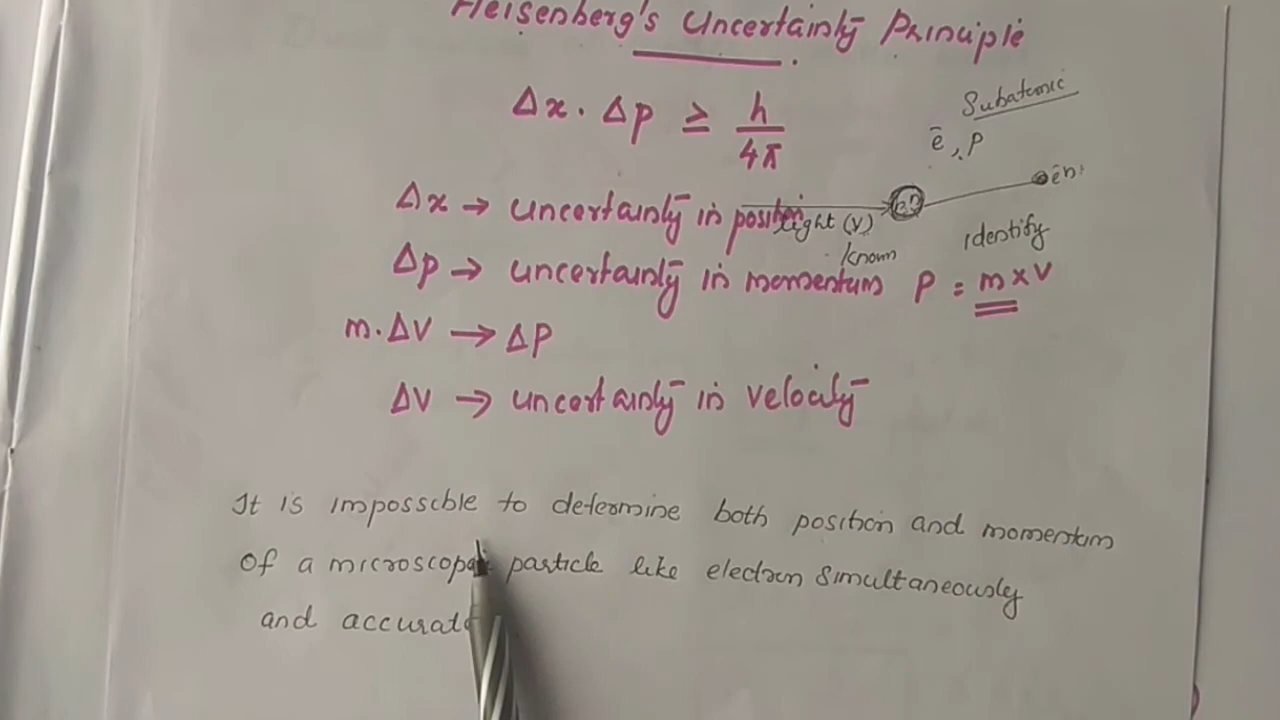 Heisenberg's Uncertainty Principle
Δx. Δp ≥ h/4π
Subatomic
ē, P
Δx → uncertainty in position
light (V)
known
identify
Δp → uncertainty in momentum P = m x v
m. ΔV → ΔP
ΔV → uncertainty in velocity
It is impossible to determine both position and momentum
Of a microscopic particle like electron simultaneously
and accurate